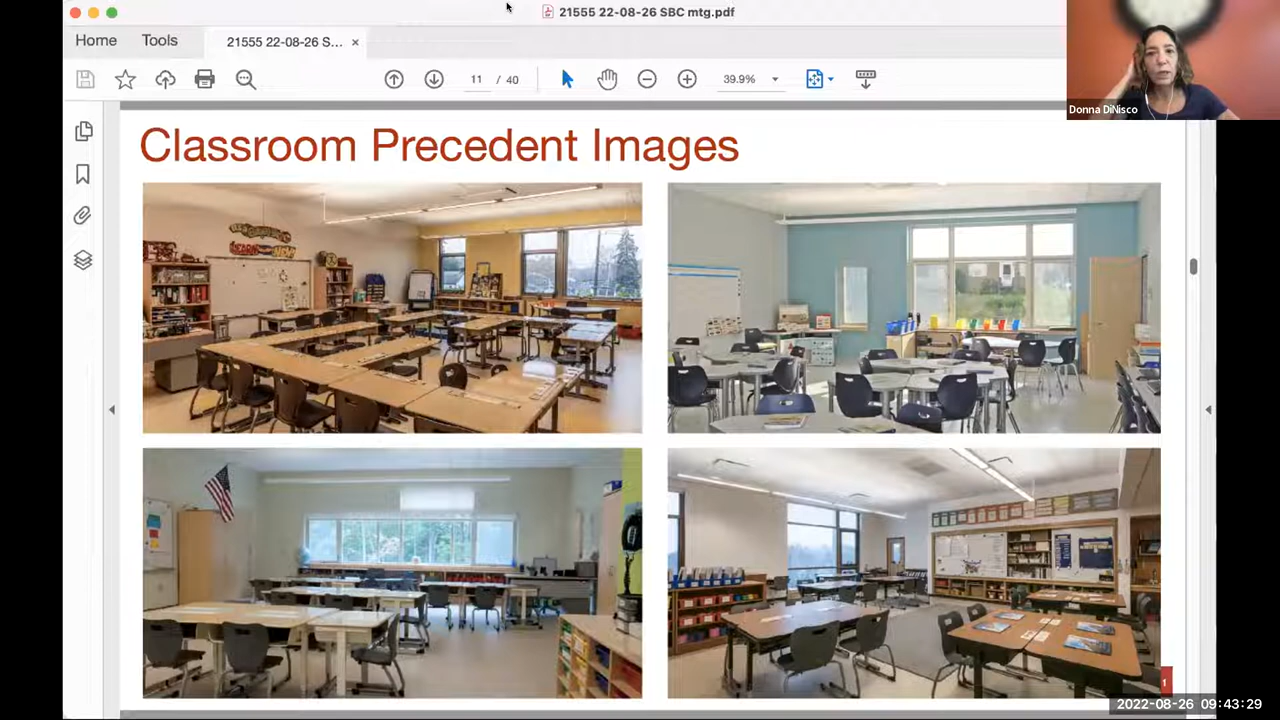 21555 22-08-26 SBC mtg.pdf
Home
Tools
21555 22-08-26 S...
11 / 40
39.9%
Donna DiNisco
Classroom Precedent Images
1
2022-08-26 09:43:29